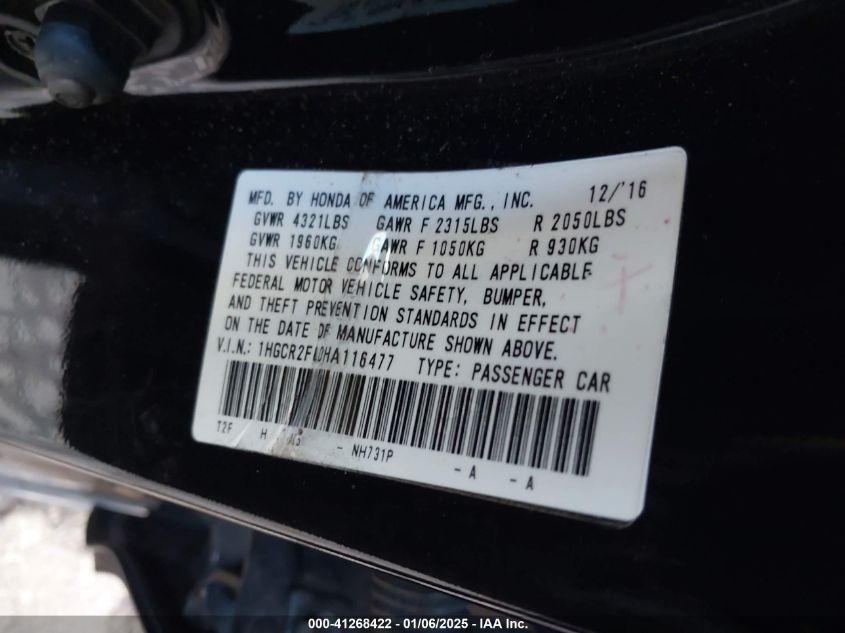 MFD. BY HONDA OF AMERICA MFG., INC. 12/'16
GVWR 4321LBS GAWR F 2315LBS R 2050LBS
GVWR 1960KG GAWR F 1050KG R 930KG
THIS VEHICLE CONFORMS TO ALL APPLICABLE
FEDERAL MOTOR VEHICLE SAFETY, BUMPER,
AND THEFT PREVENTION STANDARDS IN EFFECT
ON THE DATE OF MANUFACTURE SHOWN ABOVE.
V.I.N.: TYPE: PASSENGER CAR
T2F H - NH731P - A - A
000-41268422 - 01/06/2025 - IAA Inc.